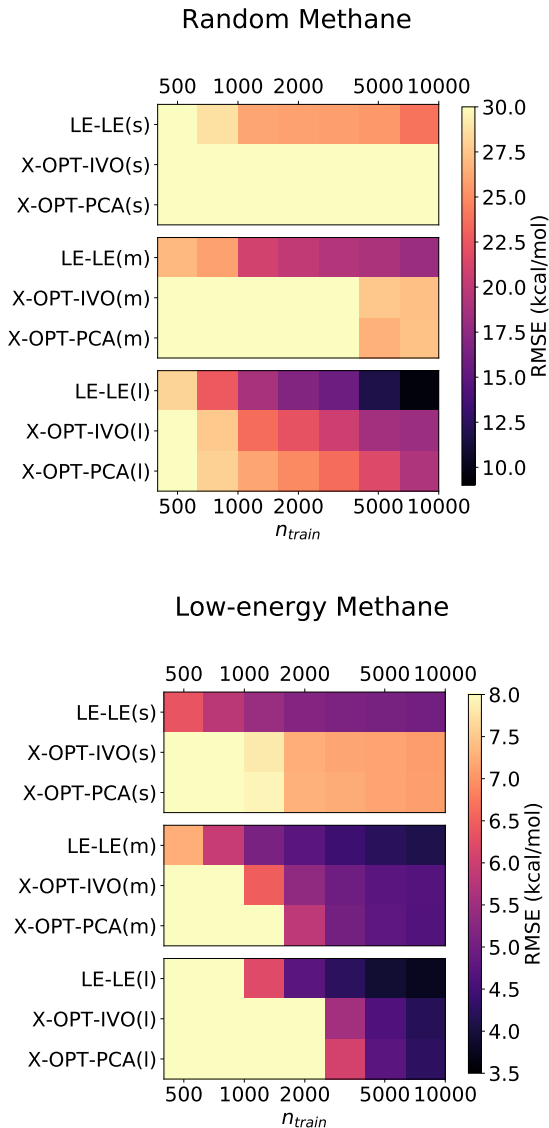 Random Methane
500 1000 2000 5000 10000
LE-LE(s)
X-OPT-IVO(s)
X-OPT-PCA(s)
LE-LE(m)
X-OPT-IVO(m)
X-OPT-PCA(m)
LE-LE(l)
X-OPT-IVO(l)
X-OPT-PCA(l)
500 1000 2000 5000 10000
n_train
30.0
27.5
25.0
22.5
20.0
17.5
15.0
12.5
10.0
RMSE (kcal/mol)
Low-energy Methane
500 1000 2000 5000 10000
LE-LE(s)
X-OPT-IVO(s)
X-OPT-PCA(s)
LE-LE(m)
X-OPT-IVO(m)
X-OPT-PCA(m)
LE-LE(l)
X-OPT-IVO(l)
X-OPT-PCA(l)
500 1000 2000 5000 10000
n_train
8.0
7.5
7.0
6.5
6.0
5.5
5.0
4.5
4.0
3.5
RMSE (kcal/mol)